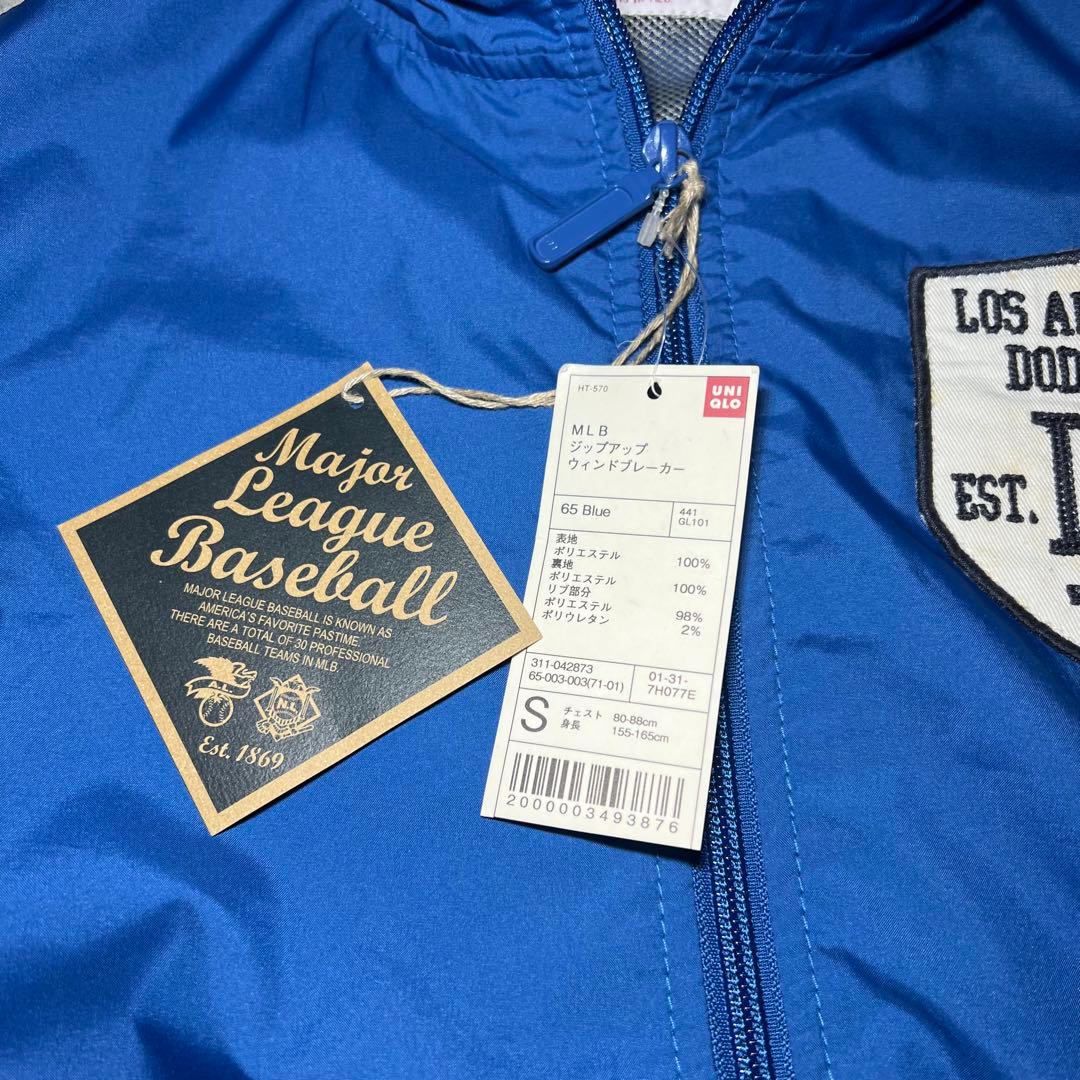 Major
League
Baseball
MAJOR LEAGUE BASEBALL IS KNOWN AS
AMERICA'S FAVORITE PASTIME.
THERE ARE A TOTAL OF 30 PROFESSIONAL
BASEBALL TEAMS IN MLB.
A.L.
N.L.
Est. 1869
HT-570
UNI
QLO
MLB
ジップアップ
ウィンドブレーカー
65 Blue
441
GL101
表地
ポリエステル 100%
裏地
ポリエステル 100%
リブ部分
ポリエステル 98%
ポリウレタン 2%
311-042873
65-003-003(71-01)
01-31-
7H077E
S
チェスト 80-88cm
身長 155-165cm
2000003493876
LOS
EST.